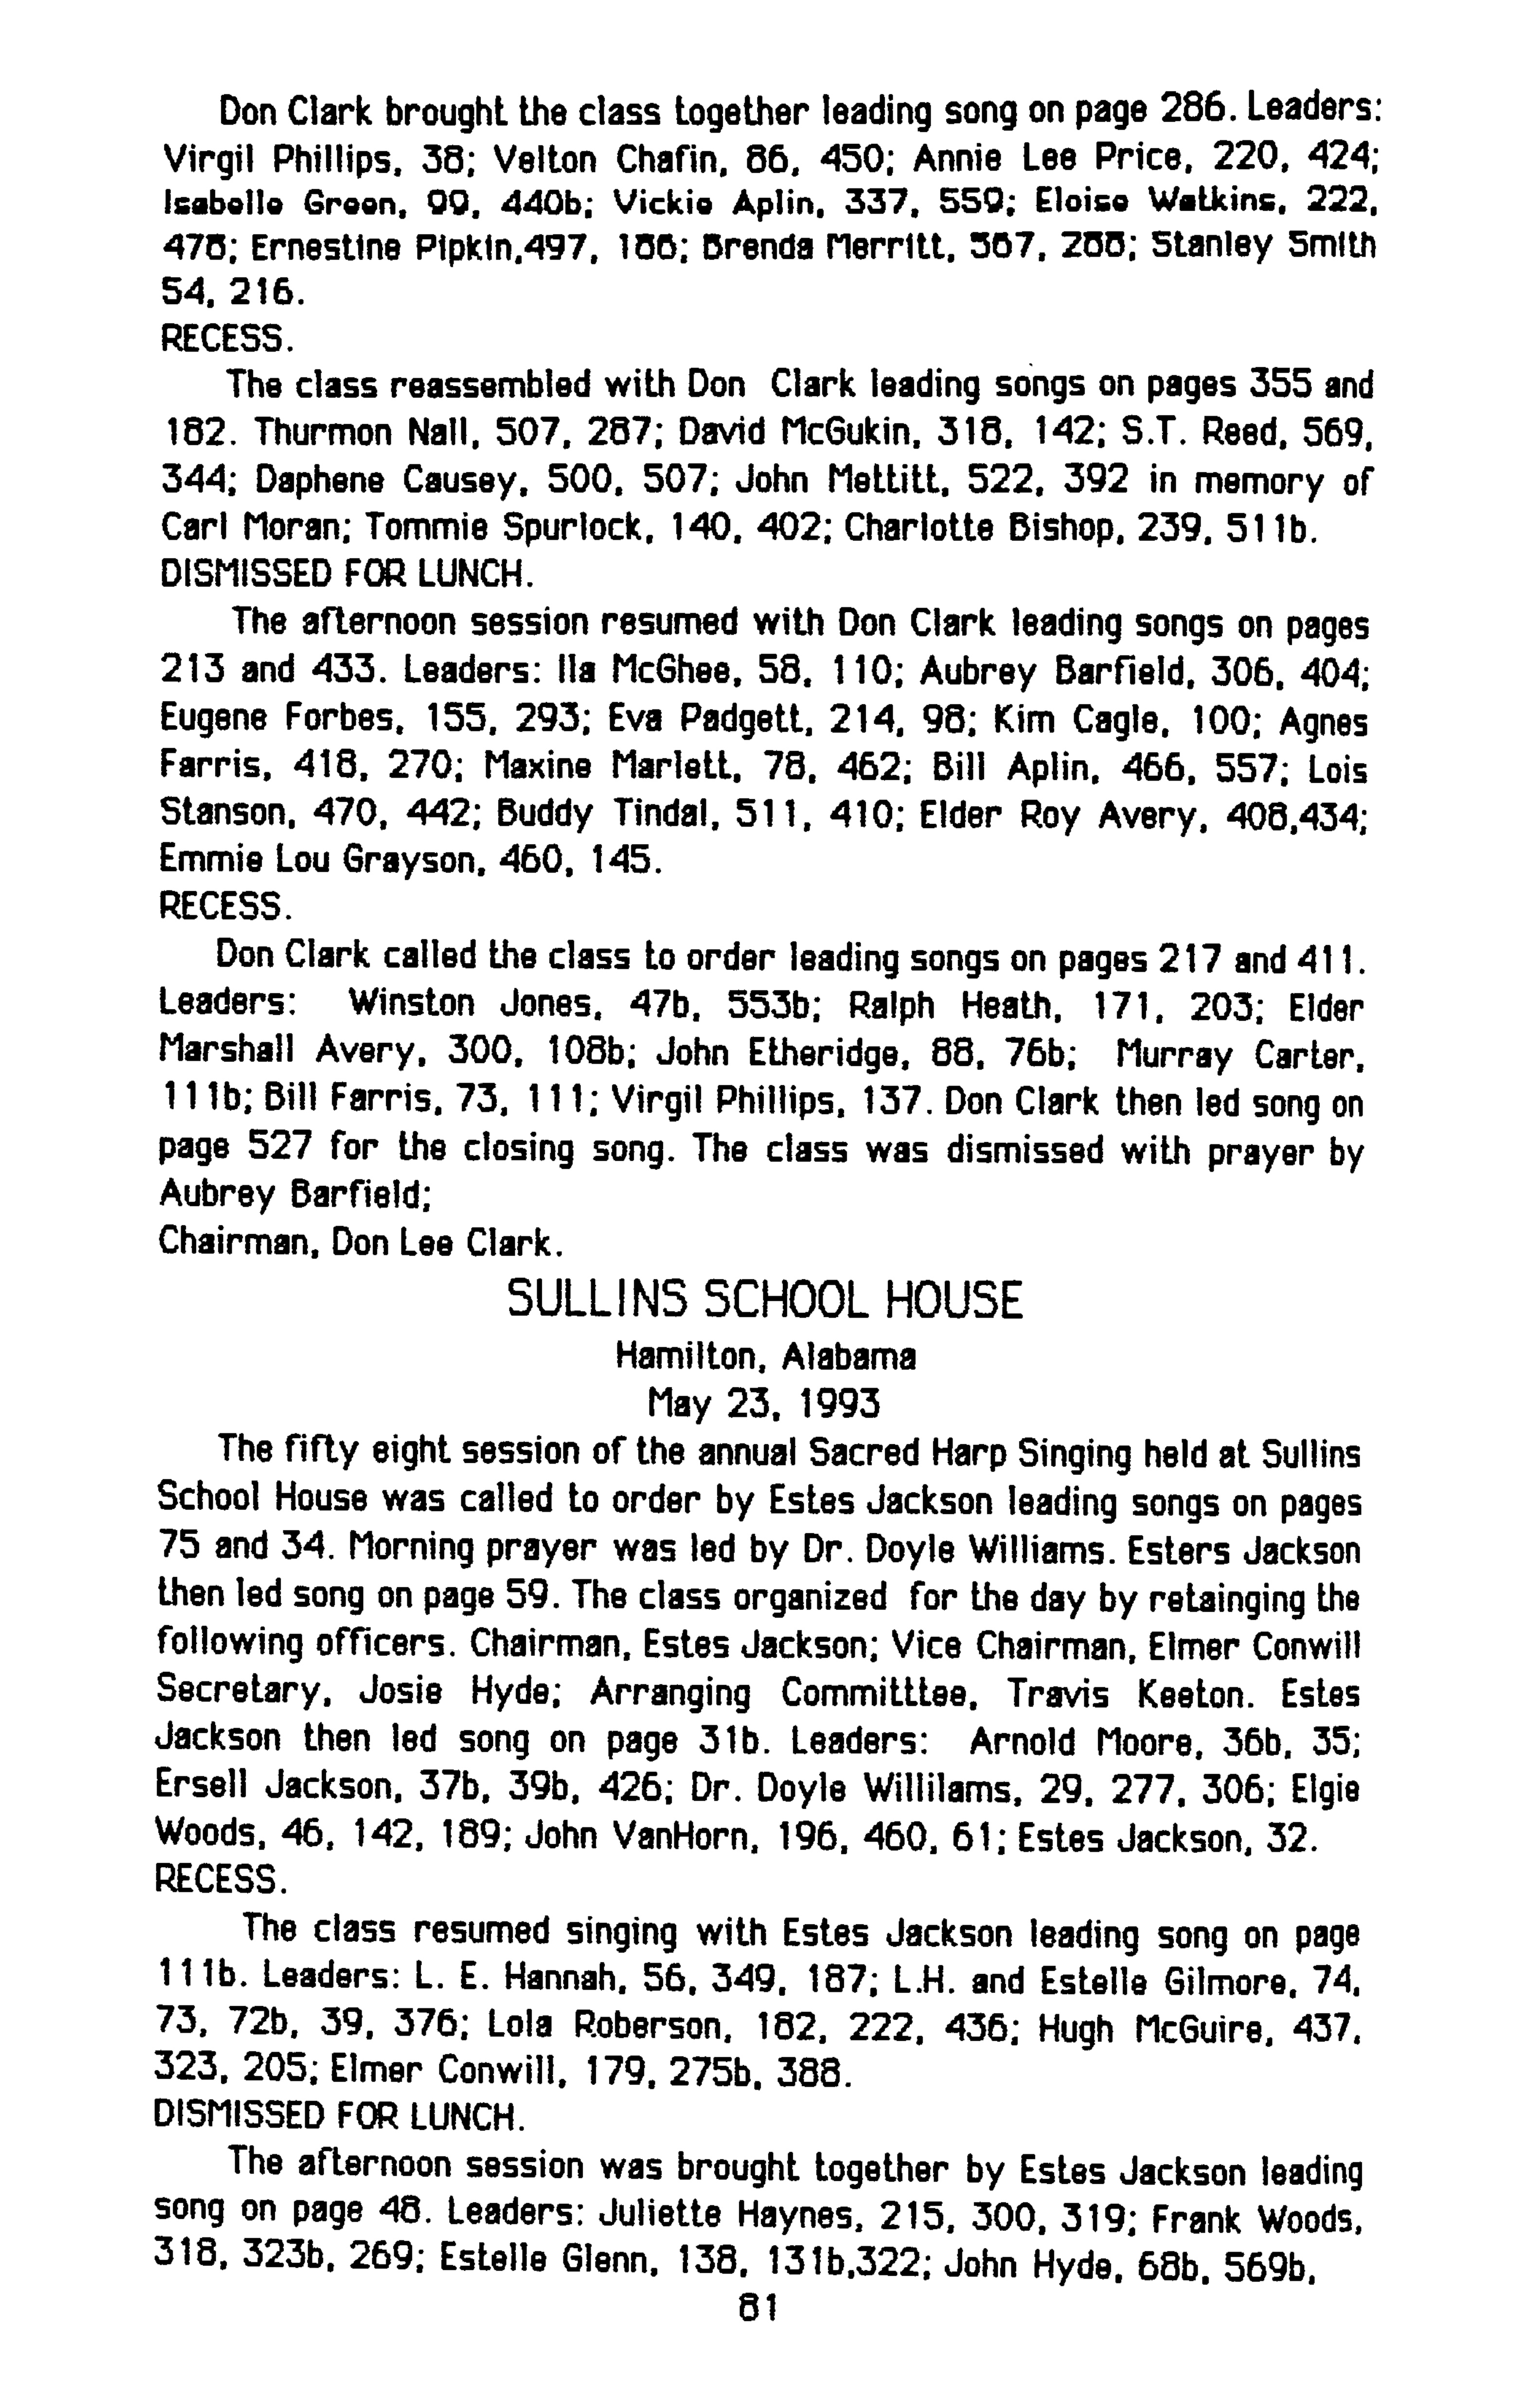 Don Clark brought the class together leading song on page 286. Leaders:
Virgil Phillips, 38; Velton Chafin, 86, 450; Annie Lee Price, 220, 424;
Isabelle Green, 99, 440b; Vickie Aplin, 337, 559; Eloise Watkins, 222,
478; Ernestine Pipkin,497, 186; Brenda Merritt, 567, 288; Stanley Smith
54, 216.
RECESS.
The class reassembled with Don Clark leading songs on pages 355 and
182. Thurmon Nall, 507, 287; David McGukin, 318, 142; S.T. Reed, 569,
344; Daphene Causey, 500, 507; John Mettitt, 522, 392 in memory of
Carl Moran; Tommie Spurlock, 140, 402; Charlotte Bishop, 239, 511b.
DISMISSED FOR LUNCH.
The afternoon session resumed with Don Clark leading songs on pages
213 and 433. Leaders: Ila McGhee, 58, 110; Aubrey Barfield, 306, 404;
Eugene Forbes, 155, 293; Eva Padgett, 214, 98; Kim Cagle, 100; Agnes
Farris, 418, 270; Maxine Marlett, 78, 462; Bill Aplin, 466, 557; Lois
Stanson, 470, 442; Buddy Tindal, 511, 410; Elder Roy Avery, 408,434;
Emmie Lou Grayson, 460, 145.
RECESS.
Don Clark called the class to order leading songs on pages 217 and 411.
Leaders: Winston Jones, 47b, 553b; Ralph Heath, 171, 203; Elder
Marshall Avery, 300, 108b; John Etheridge, 88, 76b; Murray Carter,
111b; Bill Farris, 73, 111; Virgil Phillips, 137. Don Clark then led song on
page 527 for the closing song. The class was dismissed with prayer by
Aubrey Barfield;
Chairman, Don Lee Clark.
SULLINS SCHOOL HOUSE
Hamilton, Alabama
May 23, 1993
The fifty eight session of the annual Sacred Harp Singing held at Sullins
School House was called to order by Estes Jackson leading songs on pages
75 and 34. Morning prayer was led by Dr. Doyle Williams. Esters Jackson
then led song on page 59. The class organized for the day by retainging the
following officers. Chairman, Estes Jackson; Vice Chairman, Elmer Conwill
Secretary, Josie Hyde; Arranging Committtee, Travis Keeton. Estes
Jackson then led song on page 31b. Leaders: Arnold Moore, 36b, 35;
Ersell Jackson, 37b, 39b, 426; Dr. Doyle Willilams, 29, 277, 306; Elgie
Woods, 46, 142, 189; John VanHorn, 196, 460, 61; Estes Jackson, 32.
RECESS.
The class resumed singing with Estes Jackson leading song on page
111b. Leaders: L. E. Hannah, 56, 349, 187; L.H. and Estelle Gilmore, 74,
73, 72b, 39, 376; Lola Roberson, 182, 222, 436; Hugh McGuire, 437,
323, 205; Elmer Conwill, 179, 275b, 388.
DISMISSED FOR LUNCH.
The afternoon session was brought together by Estes Jackson leading
song on page 48. Leaders: Juliette Haynes, 215, 300, 319; Frank Woods,
318, 323b, 269; Estelle Glenn, 138, 131b,322; John Hyde, 68b, 569b,
81